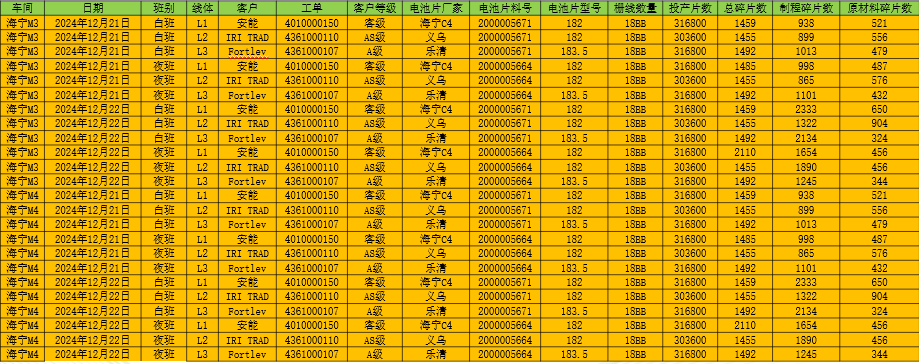 车间 日期 班别 线体 客户 工单 客户等级 电池片厂家 电池片料号 电池片型号 栅线数量 投产片数 总碎片数 制程碎片数 原材料碎片数
海宁M3 2024年12月21日 白班 L1 安能 4010000150 客级 海宁C4 2000005671 182 18BB 316800 1459 938 521
海宁M3 2024年12月21日 白班 L2 IRI TRAD 4361000110 AS级 义乌 2000005671 182 18BB 303600 1455 899 556
海宁M3 2024年12月21日 白班 L3 Fortlev 4361000107 A级 乐清 2000005671 183.5 18BB 316800 1492 1013 479
海宁M3 2024年12月21日 夜班 L1 安能 4010000150 客级 海宁C4 2000005664 182 18BB 316800 1485 998 487
海宁M3 2024年12月21日 夜班 L2 IRI TRAD 4361000110 AS级 义乌 2000005664 182 18BB 303600 1455 865 576
海宁M3 2024年12月21日 夜班 L3 Fortlev 4361000107 A级 乐清 2000005664 183.5 18BB 316800 1492 1101 432
海宁M3 2024年12月22日 白班 L1 安能 4010000150 客级 海宁C4 2000005671 182 18BB 316800 1459 2333 650
海宁M3 2024年12月22日 白班 L2 IRI TRAD 4361000110 AS级 义乌 2000005671 182 18BB 303600 1455 1322 904
海宁M3 2024年12月22日 白班 L3 Fortlev 4361000107 A级 乐清 2000005671 183.5 18BB 316800 1492 2134 324
海宁M3 2024年12月22日 夜班 L1 安能 4010000150 客级 海宁C4 2000005664 182 18BB 316800 2110 1654 456
海宁M3 2024年12月22日 夜班 L2 IRI TRAD 4361000110 AS级 义乌 2000005664 182 18BB 303600 1455 1890 456
海宁M3 2024年12月22日 夜班 L3 Fortlev 4361000107 A级 乐清 2000005664 183.5 18BB 316800 1492 1245 344
海宁M4 2024年12月21日 白班 L1 安能 4010000150 客级 海宁C4 2000005671 182 18BB 316800 1459 938 521
海宁M4 2024年12月21日 白班 L2 IRI TRAD 4361000110 AS级 义乌 2000005671 182 18BB 303600 1455 899 556
海宁M4 2024年12月21日 白班 L3 Fortlev 4361000107 A级 乐清 2000005671 183.5 18BB 316800 1492 1013 479
海宁M4 2024年12月21日 夜班 L1 安能 4010000150 客级 海宁C4 2000005664 182 18BB 316800 1485 998 487
海宁M4 2024年12月21日 夜班 L2 IRI TRAD 4361000110 AS级 义乌 2000005664 182 18BB 303600 1455 865 576
海宁M4 2024年12月21日 夜班 L3 Fortlev 4361000107 A级 乐清 2000005664 183.5 18BB 316800 1492 1101 432
海宁M4 2024年12月22日 白班 L1 安能 4010000150 客级 海宁C4 2000005671 182 18BB 316800 1459 2333 650
海宁M4 2024年12月22日 白班 L2 IRI TRAD 4361000110 AS级 义乌 2000005671 182 18BB 303600 1455 1322 904
海宁M4 2024年12月22日 白班 L3 Fortlev 4361000107 A级 乐清 2000005671 183.5 18BB 316800 1492 2134 324
海宁M4 2024年12月22日 夜班 L1 安能 4010000150 客级 海宁C4 2000005664 182 18BB 316800 2110 1654 456
海宁M4 2024年12月22日 夜班 L2 IRI TRAD 4361000110 AS级 义乌 2000005664 182 18BB 303600 1455 1890 456
海宁M4 2024年12月22日 夜班 L3 Fortlev 4361000107 A级 乐清 2000005664 183.5 18BB 316800 1492 1245 344